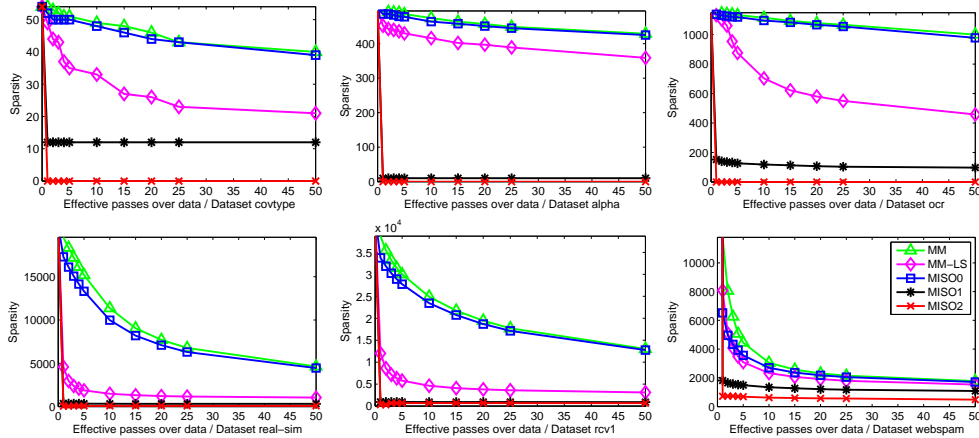 Sparsity
50
40
30
20
10
0
0 5 10 15 20 25 30 35 40 45 50
Effective passes over data / Dataset covtype
Sparsity
400
300
200
100
0
0 5 10 15 20 25 30 35 40 45 50
Effective passes over data / Dataset alpha
Sparsity
1000
800
600
400
200
0
0 5 10 15 20 25 30 35 40 45 50
Effective passes over data / Dataset ocr
Sparsity
15000
10000
5000
0
0 5 10 15 20 25 30 35 40 45 50
Effective passes over data / Dataset real−sim
x 10^4
Sparsity
3.5
3
2.5
2
1.5
1
0.5
0
0 5 10 15 20 25 30 35 40 45 50
Effective passes over data / Dataset rcv1
Sparsity
10000
8000
6000
4000
2000
0
0 5 10 15 20 25 30 35 40 45 50
Effective passes over data / Dataset webspam
MM
MM−LS
MISO0
MISO1
MISO2